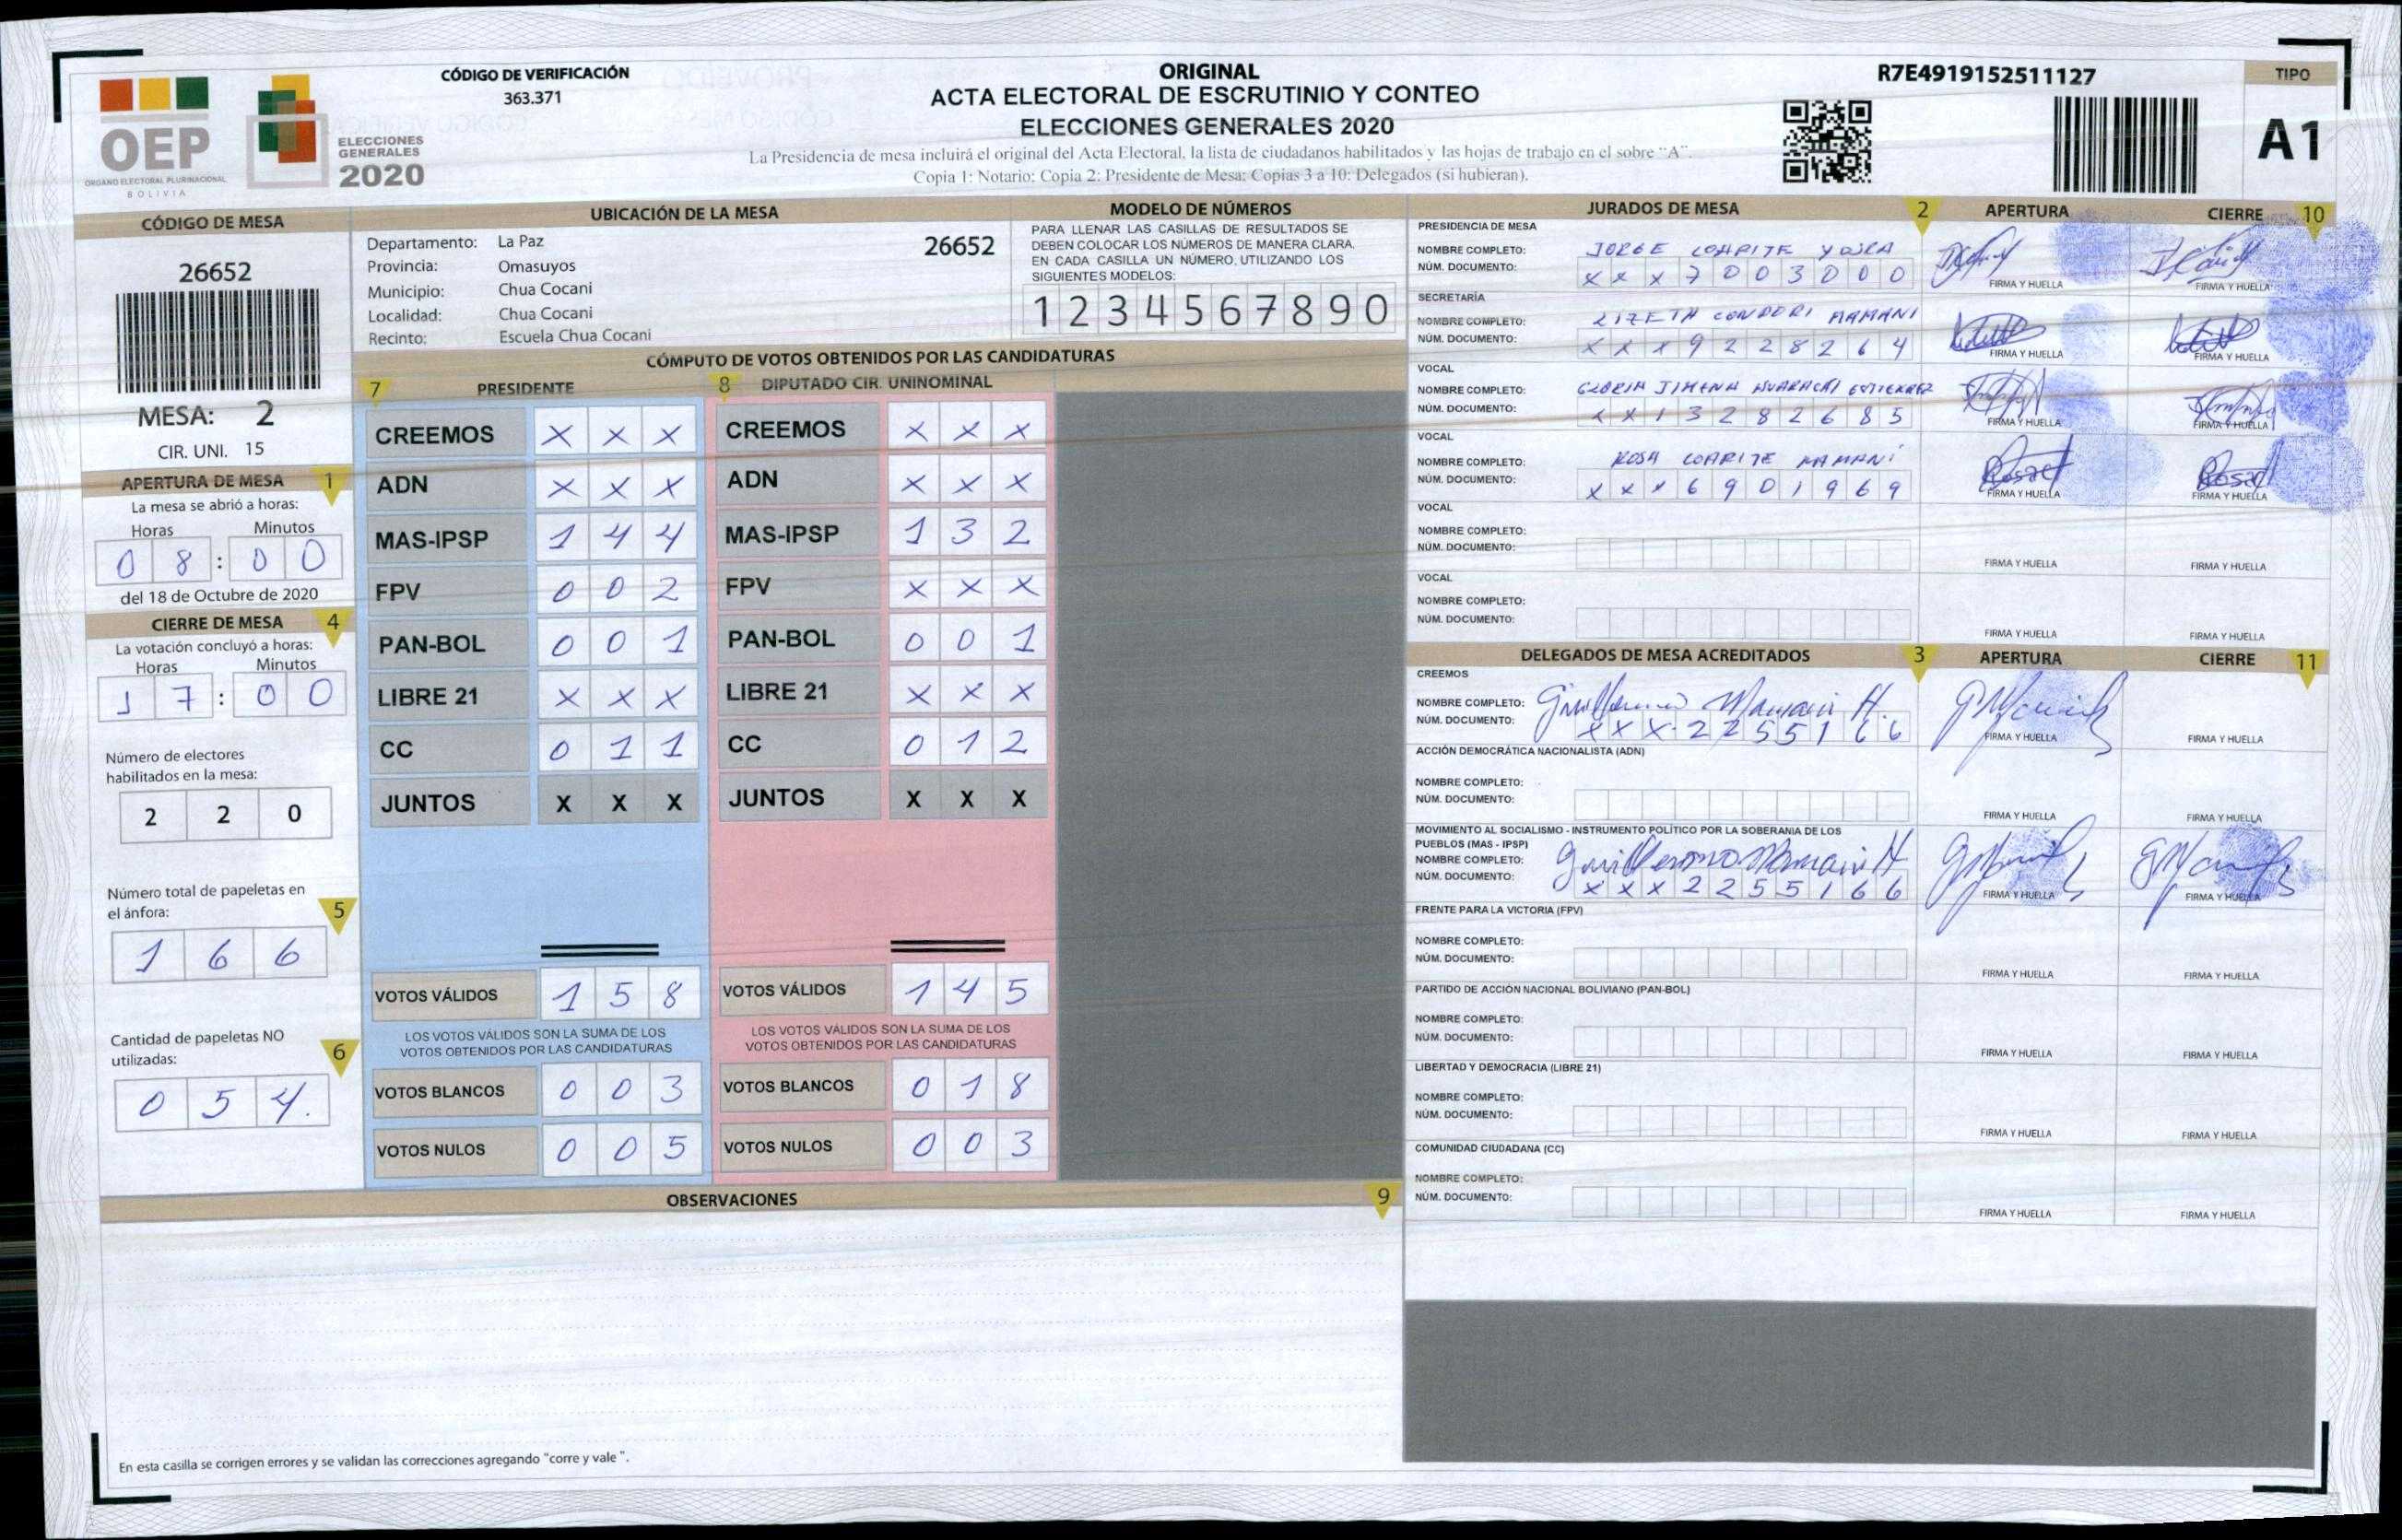 OEP
ÓRGANO ELECTORAL PLURINACIONAL
BOLIVIA
ELECCIONES
GENERALES
2020
CÓDIGO DE VERIFICACIÓN
363.371
ORIGINAL
ACTA ELECTORAL DE ESCRUTINIO Y CONTEO
ELECCIONES GENERALES 2020
La Presidencia de mesa incluirá el original del Acta Electoral, la lista de ciudadanos habilitados y las hojas de trabajo en el sobre "A".
Copia 1: Notario; Copia 2: Presidente de Mesa; Copias 3 a 10: Delegados (si hubieran).
R7E4919152511127
TIPO
A1
CÓDIGO DE MESA
26652
MESA: 2
CIR. UNI. 15
APERTURA DE MESA 1
La mesa se abrió a horas:
Horas Minutos
0 8 : 0 0
del 18 de Octubre de 2020
CIERRE DE MESA 4
La votación concluyó a horas:
Horas Minutos
1 7 : 0 0
Número de electores
habilitados en la mesa:
2 2 0
Número total de papeletas en
el ánfora: 5
1 6 6
Cantidad de papeletas NO
utilizadas: 6
0 5 4.
UBICACIÓN DE LA MESA
Departamento: La Paz 26652
Provincia: Omasuyos
Municipio: Chua Cocani
Localidad: Chua Cocani
Recinto: Escuela Chua Cocani
MODELO DE NÚMEROS
PARA LLENAR LAS CASILLAS DE RESULTADOS SE
DEBEN COLOCAR LOS NÚMEROS DE MANERA CLARA,
EN CADA CASILLA UN NÚMERO, UTILIZANDO LOS
SIGUIENTES MODELOS:
1 2 3 4 5 6 7 8 9 0
CÓMPUTO DE VOTOS OBTENIDOS POR LAS CANDIDATURAS
7 PRESIDENTE 8 DIPUTADO CIR. UNINOMINAL
CREEMOS X X X CREEMOS X X X
ADN X X X ADN X X X
MAS-IPSP 1 4 4 MAS-IPSP 1 3 2
FPV 0 0 2 FPV X X X
PAN-BOL 0 0 1 PAN-BOL 0 0 1
LIBRE 21 X X X LIBRE 21 X X X
CC 0 1 1 CC 0 1 2
JUNTOS X X X JUNTOS X X X
VOTOS VÁLIDOS 1 5 8 VOTOS VÁLIDOS 1 4 5
LOS VOTOS VÁLIDOS SON LA SUMA DE LOS LOS VOTOS VÁLIDOS SON LA SUMA DE LOS
VOTOS OBTENIDOS POR LAS CANDIDATURAS VOTOS OBTENIDOS POR LAS CANDIDATURAS
VOTOS BLANCOS 0 0 3 VOTOS BLANCOS 0 1 8
VOTOS NULOS 0 0 5 VOTOS NULOS 0 0 3
OBSERVACIONES 9
En esta casilla se corrigen errores y se validan las correcciones agregando "corre y vale ".
JURADOS DE MESA 2 APERTURA CIERRE 10
PRESIDENCIA DE MESA
NOMBRE COMPLETO: JORGE
NÚM. DOCUMENTO: X X X 7 0 0 3 0 0 0 FIRMA Y HUELLA FIRMA Y HUELLA
SECRETARÍA
NOMBRE COMPLETO: LIZETH CONDORI MAMANI
NÚM. DOCUMENTO: X X X 9 2 2 8 2 6 4 FIRMA Y HUELLA FIRMA Y HUELLA
VOCAL
NOMBRE COMPLETO: GLORIA JIMENA HUARACHI
NÚM. DOCUMENTO: X X 1 3 2 8 2 6 8 5 FIRMA Y HUELLA FIRMA Y HUELLA
VOCAL
NOMBRE COMPLETO: ROSA COARITE MAMANI
NÚM. DOCUMENTO: X X X 6 9 0 1 9 6 9 FIRMA Y HUELLA FIRMA Y HUELLA
VOCAL
NOMBRE COMPLETO:
NÚM. DOCUMENTO: FIRMA Y HUELLA FIRMA Y HUELLA
VOCAL
NOMBRE COMPLETO:
NÚM. DOCUMENTO: FIRMA Y HUELLA FIRMA Y HUELLA
DELEGADOS DE MESA ACREDITADOS 3 APERTURA CIERRE 11
CREEMOS
NOMBRE COMPLETO: Guillermo Mamani H.
NÚM. DOCUMENTO: X X X 2 2 5 5 1 6 6 FIRMA Y HUELLA FIRMA Y HUELLA
ACCIÓN DEMOCRÁTICA NACIONALISTA (ADN)
NOMBRE COMPLETO:
NÚM. DOCUMENTO: FIRMA Y HUELLA FIRMA Y HUELLA
MOVIMIENTO AL SOCIALISMO - INSTRUMENTO POLÍTICO POR LA SOBERANIA DE LOS
PUEBLOS (MAS - IPSP)
NOMBRE COMPLETO: Guillermo Mamani H
NÚM. DOCUMENTO: X X X 2 2 5 5 1 6 6 FIRMA Y HUELLA FIRMA Y HUELLA
FRENTE PARA LA VICTORIA (FPV)
NOMBRE COMPLETO:
NÚM. DOCUMENTO: FIRMA Y HUELLA FIRMA Y HUELLA
PARTIDO DE ACCIÓN NACIONAL BOLIVIANO (PAN-BOL)
NOMBRE COMPLETO:
NÚM. DOCUMENTO: FIRMA Y HUELLA FIRMA Y HUELLA
LIBERTAD Y DEMOCRACIA (LIBRE 21)
NOMBRE COMPLETO:
NÚM. DOCUMENTO: FIRMA Y HUELLA FIRMA Y HUELLA
COMUNIDAD CIUDADANA (CC)
NOMBRE COMPLETO:
NÚM. DOCUMENTO: FIRMA Y HUELLA FIRMA Y HUELLA